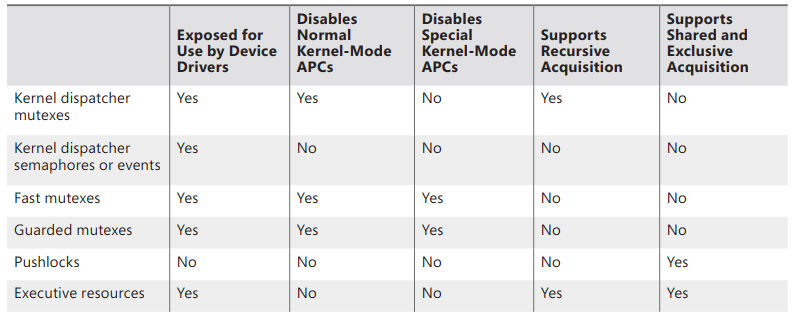 Exposed for Use by Device Drivers | Disables Normal Kernel-Mode APCs | Disables Special Kernel-Mode APCs | Supports Recursive Acquisition | Supports Shared and Exclusive Acquisition
Kernel dispatcher mutexes | Yes | Yes | No | Yes | No
Kernel dispatcher semaphores or events | Yes | No | No | No | No
Fast mutexes | Yes | Yes | Yes | No | No
Guarded mutexes | Yes | Yes | Yes | No | No
Pushlocks | No | No | No | No | Yes
Executive resources | Yes | No | No | Yes | Yes